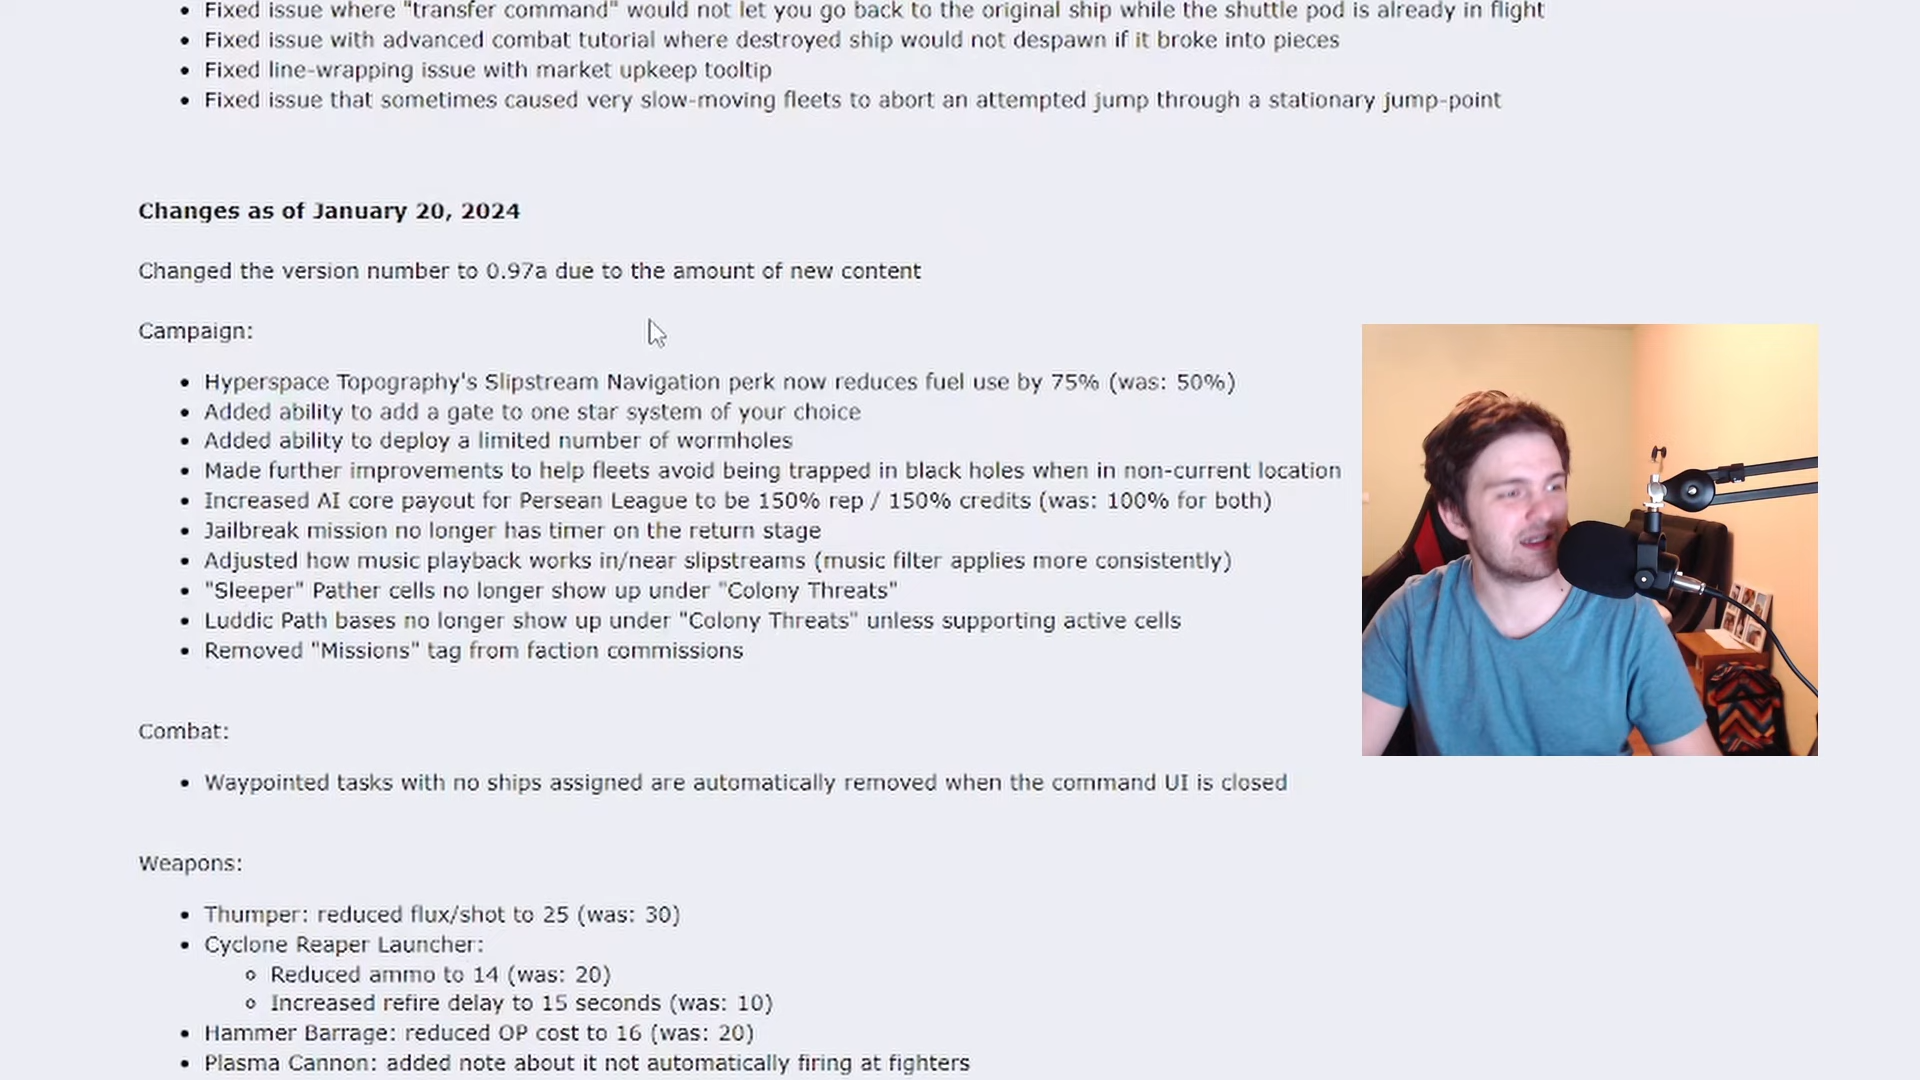 Fixed issue where "transfer command" would not let you go back to the original ship while the shuttle pod is already in flight
Fixed issue with advanced combat tutorial where destroyed ship would not despawn if it broke into pieces
Fixed line-wrapping issue with market upkeep tooltip
Fixed issue that sometimes caused very slow-moving fleets to abort an attempted jump through a stationary jump-point
Changes as of January 20, 2024
Changed the version number to 0.97a due to the amount of new content
Campaign:
Hyperspace Topography's Slipstream Navigation perk now reduces fuel use by 75% (was: 50%)
Added ability to add a gate to one star system of your choice
Added ability to deploy a limited number of wormholes
Made further improvements to help fleets avoid being trapped in black holes when in non-current location
Increased AI core payout for Persean League to be 150% rep / 150% credits (was: 100% for both)
Jailbreak mission no longer has timer on the return stage
Adjusted how music playback works in/near slipstreams (music filter applies more consistently)
"Sleeper" Pather cells no longer show up under "Colony Threats"
Luddic Path bases no longer show up under "Colony Threats" unless supporting active cells
Removed "Missions" tag from faction commissions
Combat:
Waypointed tasks with no ships assigned are automatically removed when the command UI is closed
Weapons:
Thumper: reduced flux/shot to 25 (was: 30)
Cyclone Reaper Launcher:
Reduced ammo to 14 (was: 20)
Increased refire delay to 15 seconds (was: 10)
Hammer Barrage: reduced OP cost to 16 (was: 20)
Plasma Cannon: added note about it not automatically firing at fighters